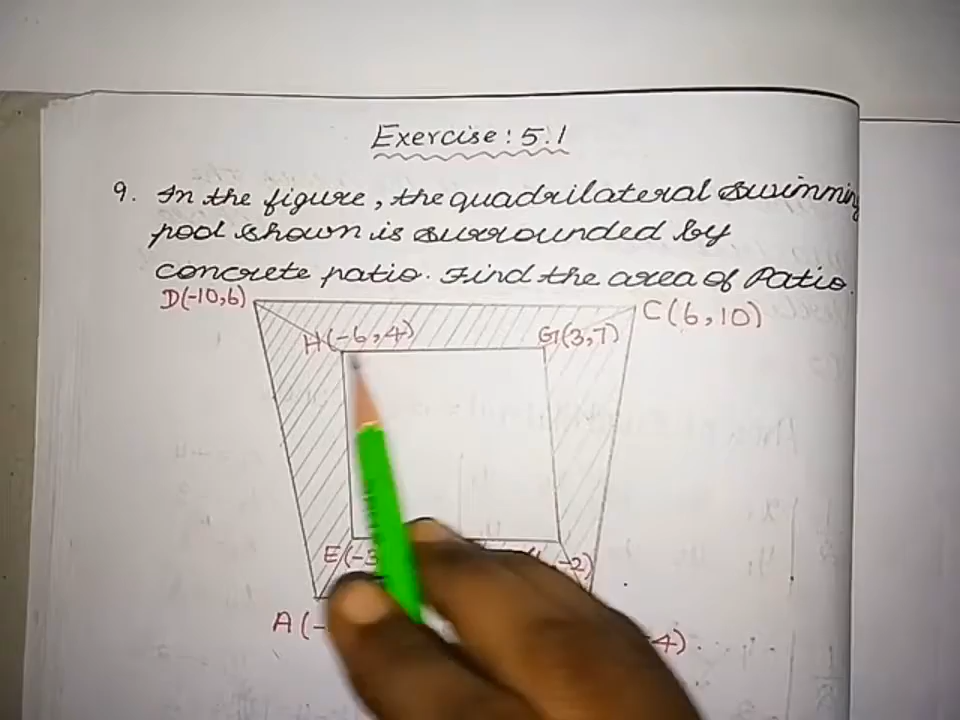 Exercise: 5.1
9. In the figure, the quadrilateral swimming
pool shown is surrounded by
concrete patio. Find the area of Patio.
D(-10,6)
C(6,10)
H(-6,4)
G(3,7)
E(-3
-2)
A(-
4)